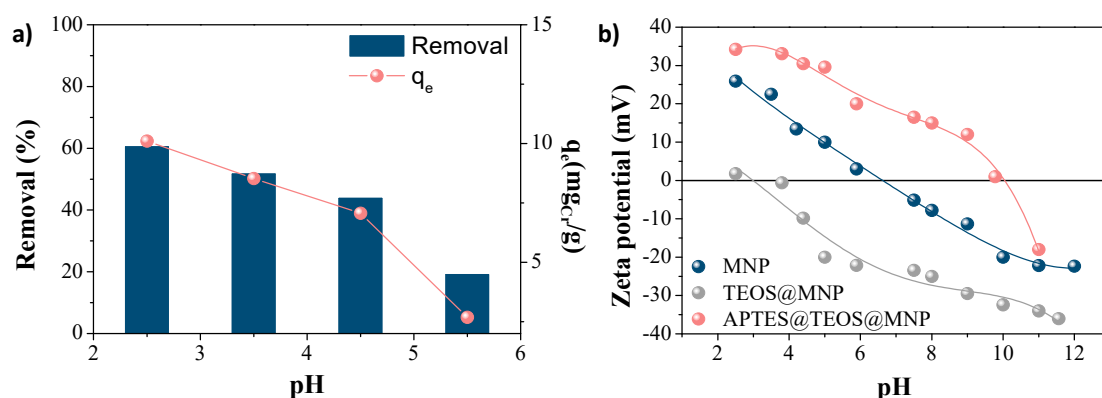 a)
Removal (%)
100
80
60
40
20
0
2
3
4
5
6
pH
15
10
5
qe(mgCr/g)
Removal
qe
b)
Zeta potential (mV)
40
30
20
10
0
-10
-20
-30
-40
2
4
6
8
10
12
pH
MNP
TEOS@MNP
APTES@TEOS@MNP